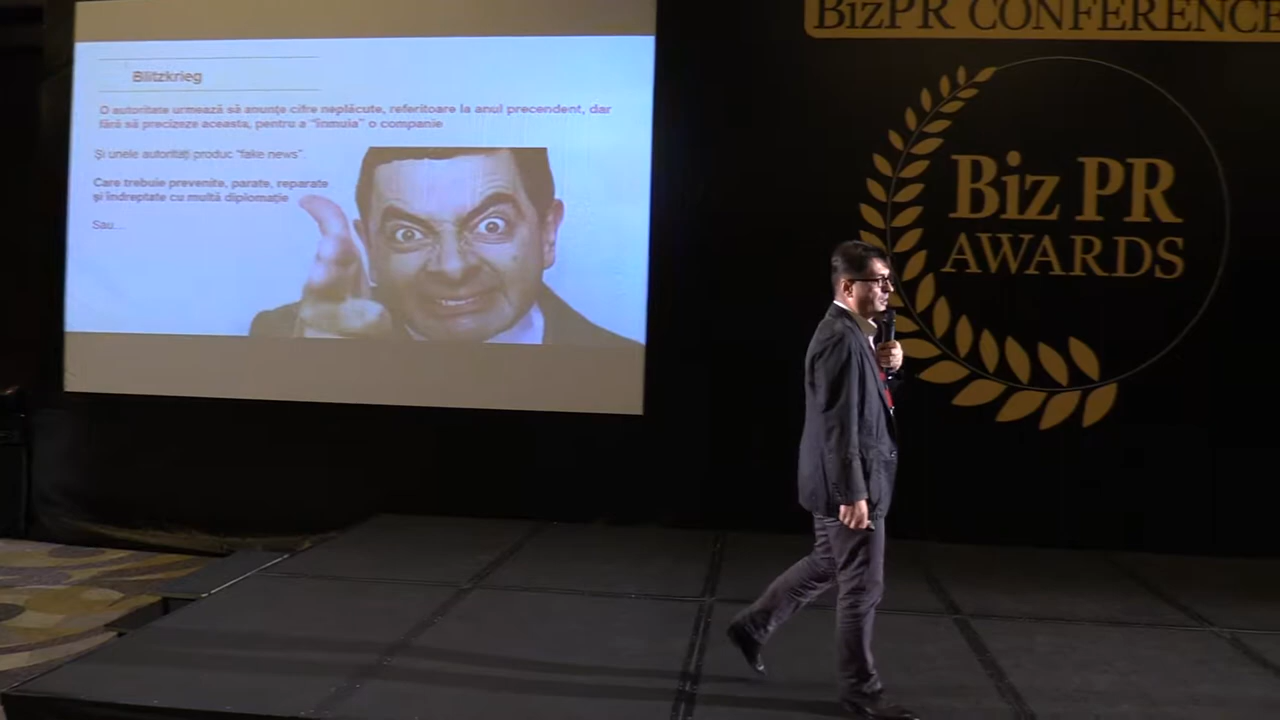 Blitzkrieg
O autoritate urmează să anunțe cifre neplăcute, referitoare la anul precendent, dar
fără să precizeze aceasta, pentru a "înmuia" o companie
Și unele autorități produc "fake news".
Care trebuie prevenite, parate, reparate
și îndreptate cu multă diplomație
Sau...
BizPR CONFERENCE
Biz PR
AWARDS